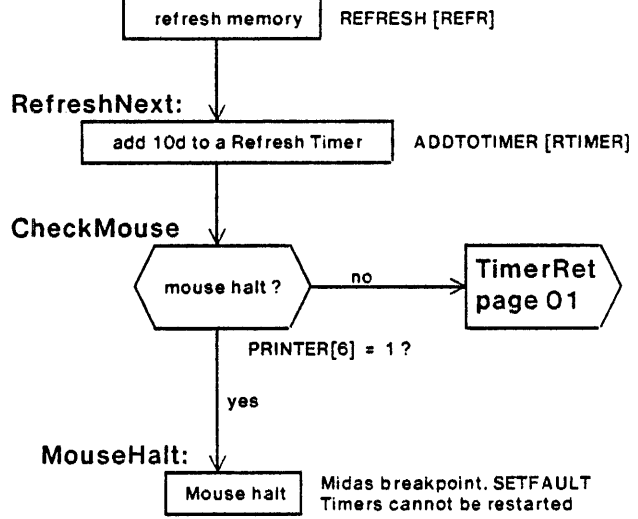 refresh memory
REFRESH [REFR]
RefreshNext:
add 10d to a Refresh Timer
ADDTOTIMER [RTIMER]
CheckMouse
mouse halt ?
no
TimerRet
page 01
PRINTER[6] = 1 ?
yes
MouseHalt:
Mouse halt
Midas breakpoint. SETFAULT
Timers cannot be restarted